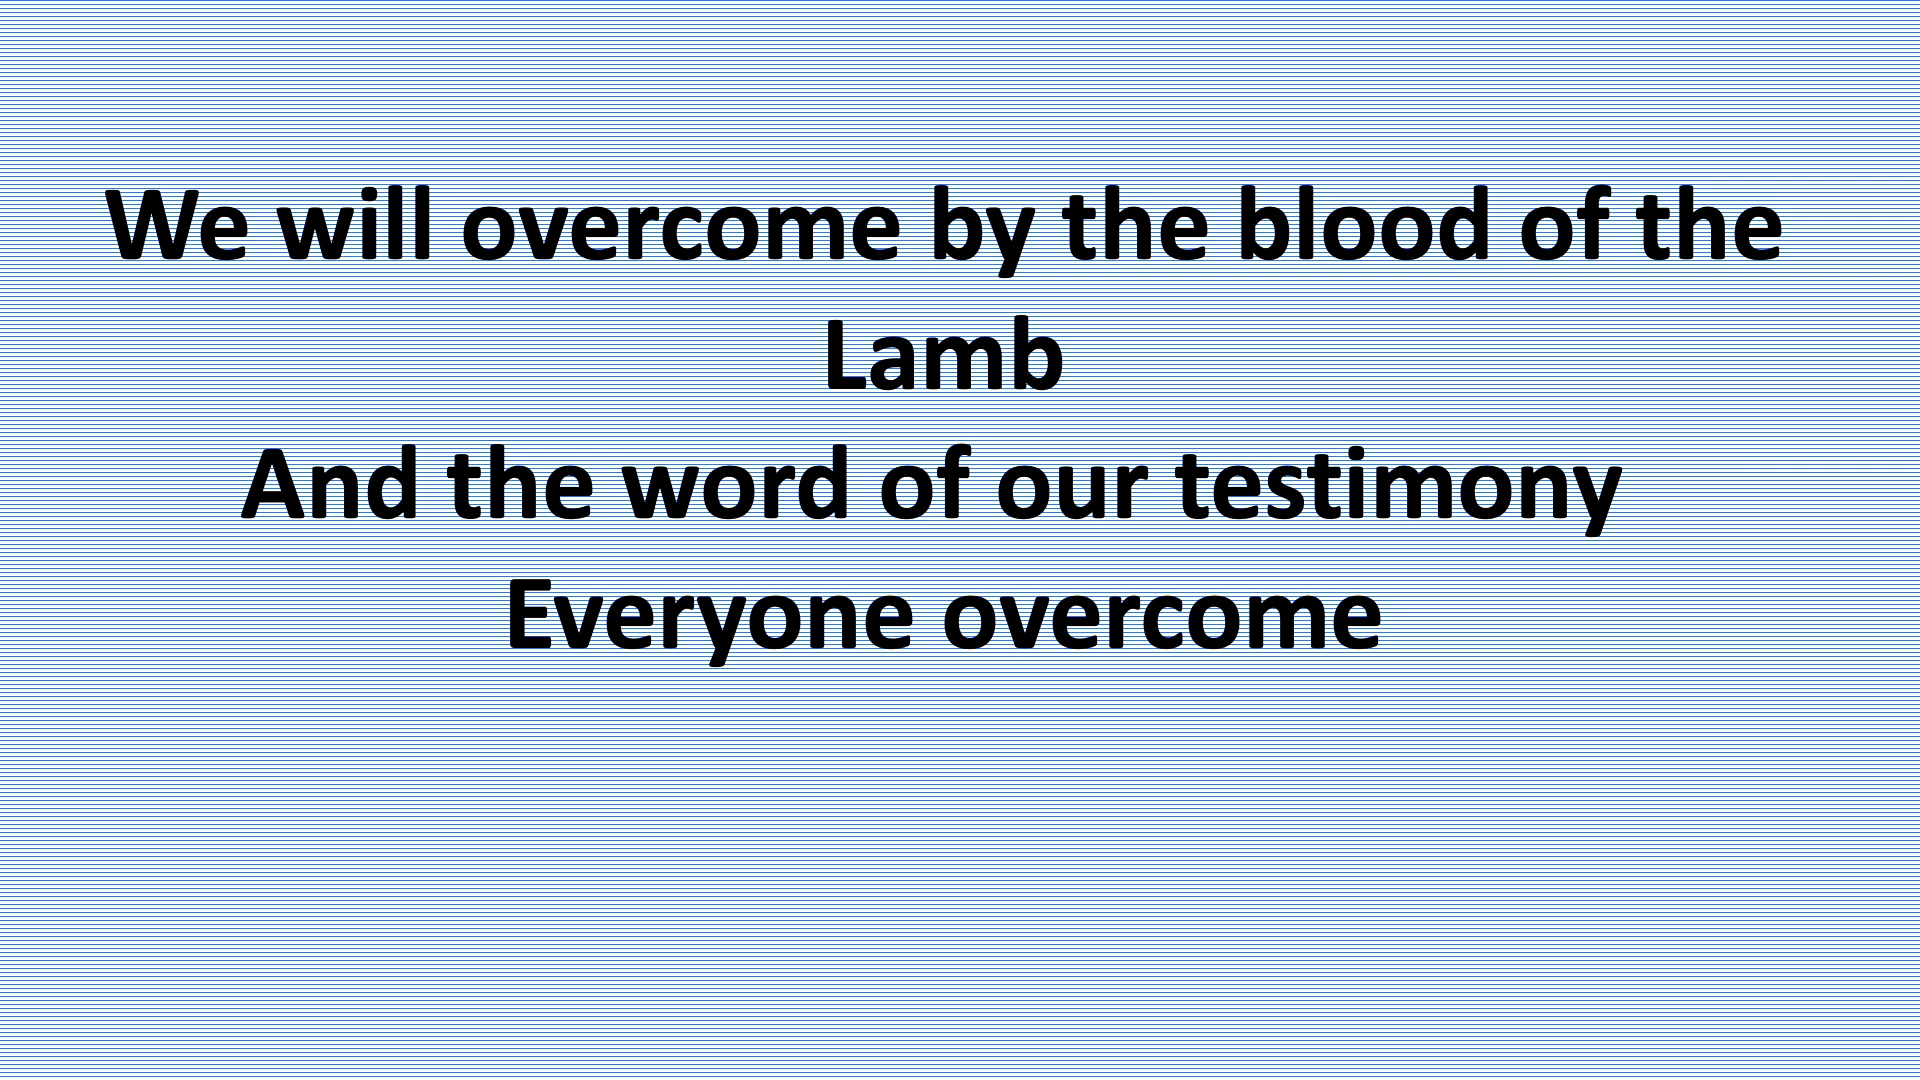 We will overcome by the blood of the
Lamb
And the word of our testimony
Everyone overcome